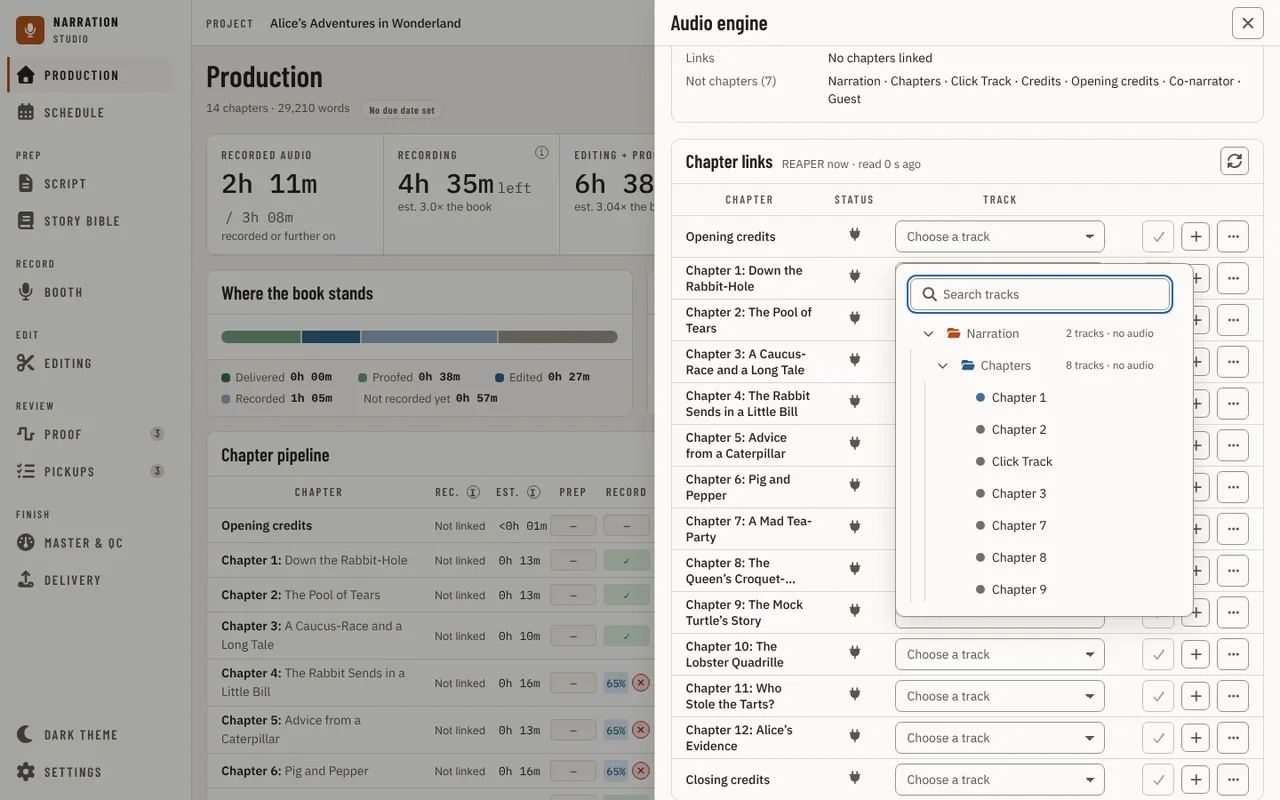 NARRATION
STUDIO
PRODUCTION
SCHEDULE
PREP
SCRIPT
STORY BIBLE
RECORD
BOOTH
EDIT
EDITING
REVIEW
PROOF 3
PICKUPS 3
FINISH
MASTER & QC
DELIVERY
DARK THEME
SETTINGS
PROJECT Alice’s Adventures in Wonderland
Production
14 chapters · 29,210 words No due date set
RECORDED AUDIO
2h 11m
/ 3h 08m
recorded or further on
RECORDING
4h 35m left
est. 3.0× the book
EDITING + PRO
6h 38
est. 3.04× the b
Where the book stands
Delivered 0h 00m Proofed 0h 38m Edited 0h 27m
Recorded 1h 05m Not recorded yet 0h 57m
Chapter pipeline
CHAPTER REC. EST. PREP RECORD
Opening credits Not linked <0h 01m – –
Chapter 1: Down the Rabbit-Hole Not linked 0h 13m – ✓
Chapter 2: The Pool of Tears Not linked 0h 13m – ✓
Chapter 3: A Caucus-Race and a
Long Tale Not linked 0h 10m – ✓
Chapter 4: The Rabbit Sends in a
Little Bill Not linked 0h 16m – 65%
Chapter 5: Advice from a
Caterpillar Not linked 0h 13m – 65%
Chapter 6: Pig and Pepper Not linked 0h 16m – 65%
Audio engine
Links No chapters linked
Not chapters (7) Narration · Chapters · Click Track · Credits · Opening credits · Co-narrator ·
Guest
Chapter links REAPER now · read 0 s ago
CHAPTER STATUS TRACK
Opening credits Choose a track
Chapter 1: Down the
Rabbit-Hole
Chapter 2: The Pool of
Tears
Chapter 3: A Caucus-
Race and a Long Tale
Chapter 4: The Rabbit
Sends in a Little Bill
Chapter 5: Advice
from a Caterpillar
Chapter 6: Pig and
Pepper
Chapter 7: A Mad Tea-
Party
Chapter 8: The
Queen’s Croquet-...
Chapter 9: The Mock
Turtle’s Story
Chapter 10: The
Lobster Quadrille Choose a track
Chapter 11: Who
Stole the Tarts? Choose a track
Chapter 12: Alice’s
Evidence Choose a track
Closing credits Choose a track
Search tracks
Narration 2 tracks · no audio
Chapters 8 tracks · no audio
Chapter 1
Chapter 2
Click Track
Chapter 3
Chapter 7
Chapter 8
Chapter 9